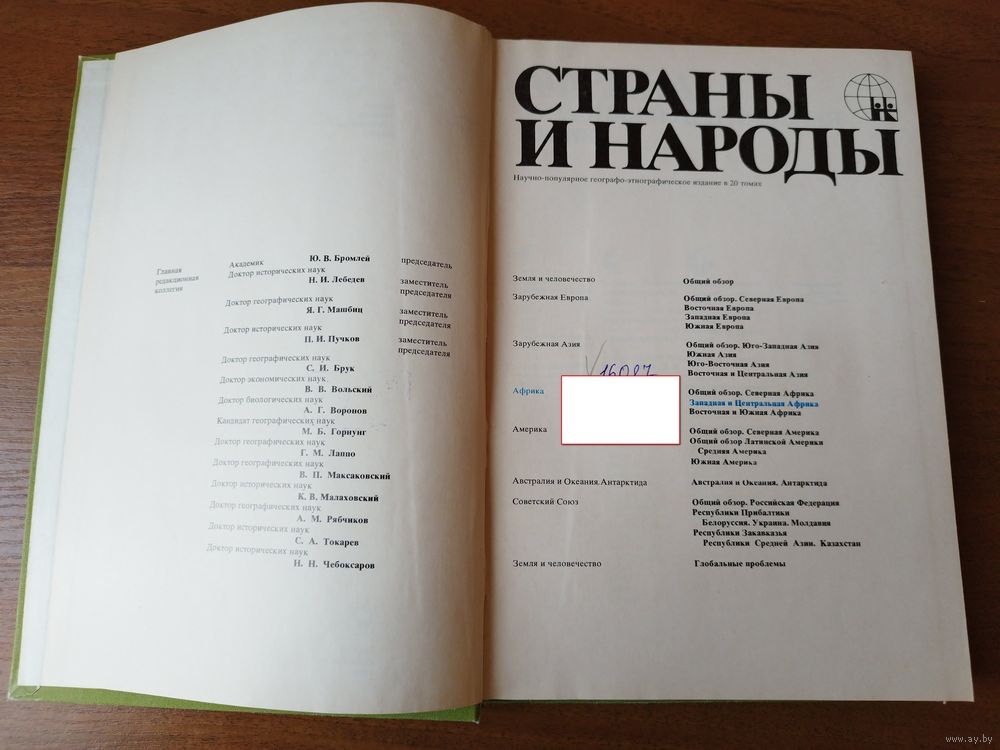 Главная
редакционная
коллегия
Академик Ю. В. Бромлей председатель
Доктор исторических наук
Н. И. Лебедев заместитель
председателя
Доктор географических наук
Я. Г. Машбиц заместитель
председателя
Доктор исторических наук
П. И. Пучков заместитель
председателя
Доктор географических наук
С. И. Брук
Доктор экономических наук
В. В. Вольский
Доктор биологических наук
А. Г. Воронов
Кандидат географических наук
М. Б. Горнунг
Доктор географических наук
Г. М. Лаппо
Доктор географических наук
В. П. Максаковский
Доктор исторических наук
К. В. Малаховский
Доктор географических наук
А. М. Рябчиков
Доктор исторических наук
С. А. Токарев
Доктор исторических наук
Н. Н. Чебоксаров
СТРАНЫ
И НАРОДЫ
Научно-популярное географо-этнографическое издание в 20 томах
Земля и человечество Общий обзор
Зарубежная Европа Общий обзор. Северная Европа
Восточная Европа
Западная Европа
Южная Европа
Зарубежная Азия Общий обзор. Юго-Западная Азия
Южная Азия
Юго-Восточная Азия
Восточная и Центральная Азия
Африка Общий обзор. Северная Африка
Западная и Центральная Африка
Восточная и Южная Африка
Америка Общий обзор. Северная Америка
Общий обзор Латинской Америки
Средняя Америка
Южная Америка
Австралия и Океания. Антарктида Австралия и Океания. Антарктида
Советский Союз Общий обзор. Российская Федерация
Республики Прибалтики
Белоруссия. Украина. Молдавия
Республики Закавказья
Республики Средней Азии. Казахстан
Земля и человечество Глобальные проблемы
www.ay.by